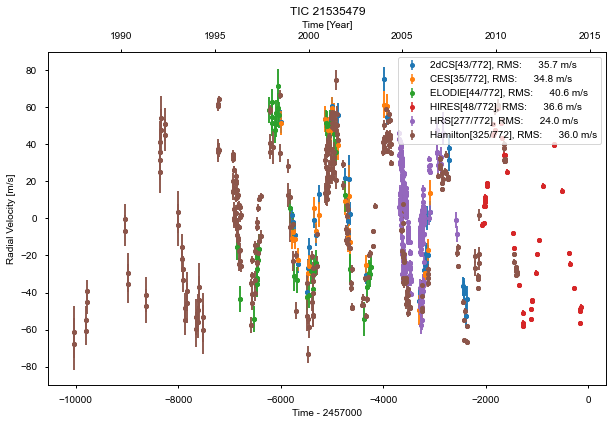 TIC 21535479
Time [Year]
1990 1995 2000 2005 2010 2015
2dCS[43/772], RMS: 35.7 m/s
CES[35/772], RMS: 34.8 m/s
ELODIE[44/772], RMS: 40.6 m/s
HIRES[48/772], RMS: 36.6 m/s
HRS[277/772], RMS: 24.0 m/s
Hamilton[325/772], RMS: 36.0 m/s
80
60
40
20
0
−20
−40
−60
−80
Radial Velocity [m/s]
−10000 −8000 −6000 −4000 −2000 0
Time - 2457000